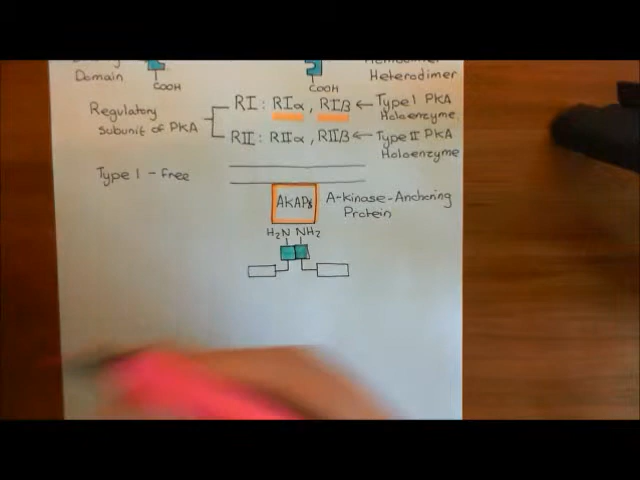 Domain
COOH
COOH
Heterodimer
Regulatory
subunit of PKA
RI : RIα , RIβ ← Type I PKA
Holoenzyme
RII : RIIα , RIIβ ← Type II PKA
Holoenzyme
Type I - free
AKAPs
A-kinase-Anchoring
Protein
H₂N NH₂